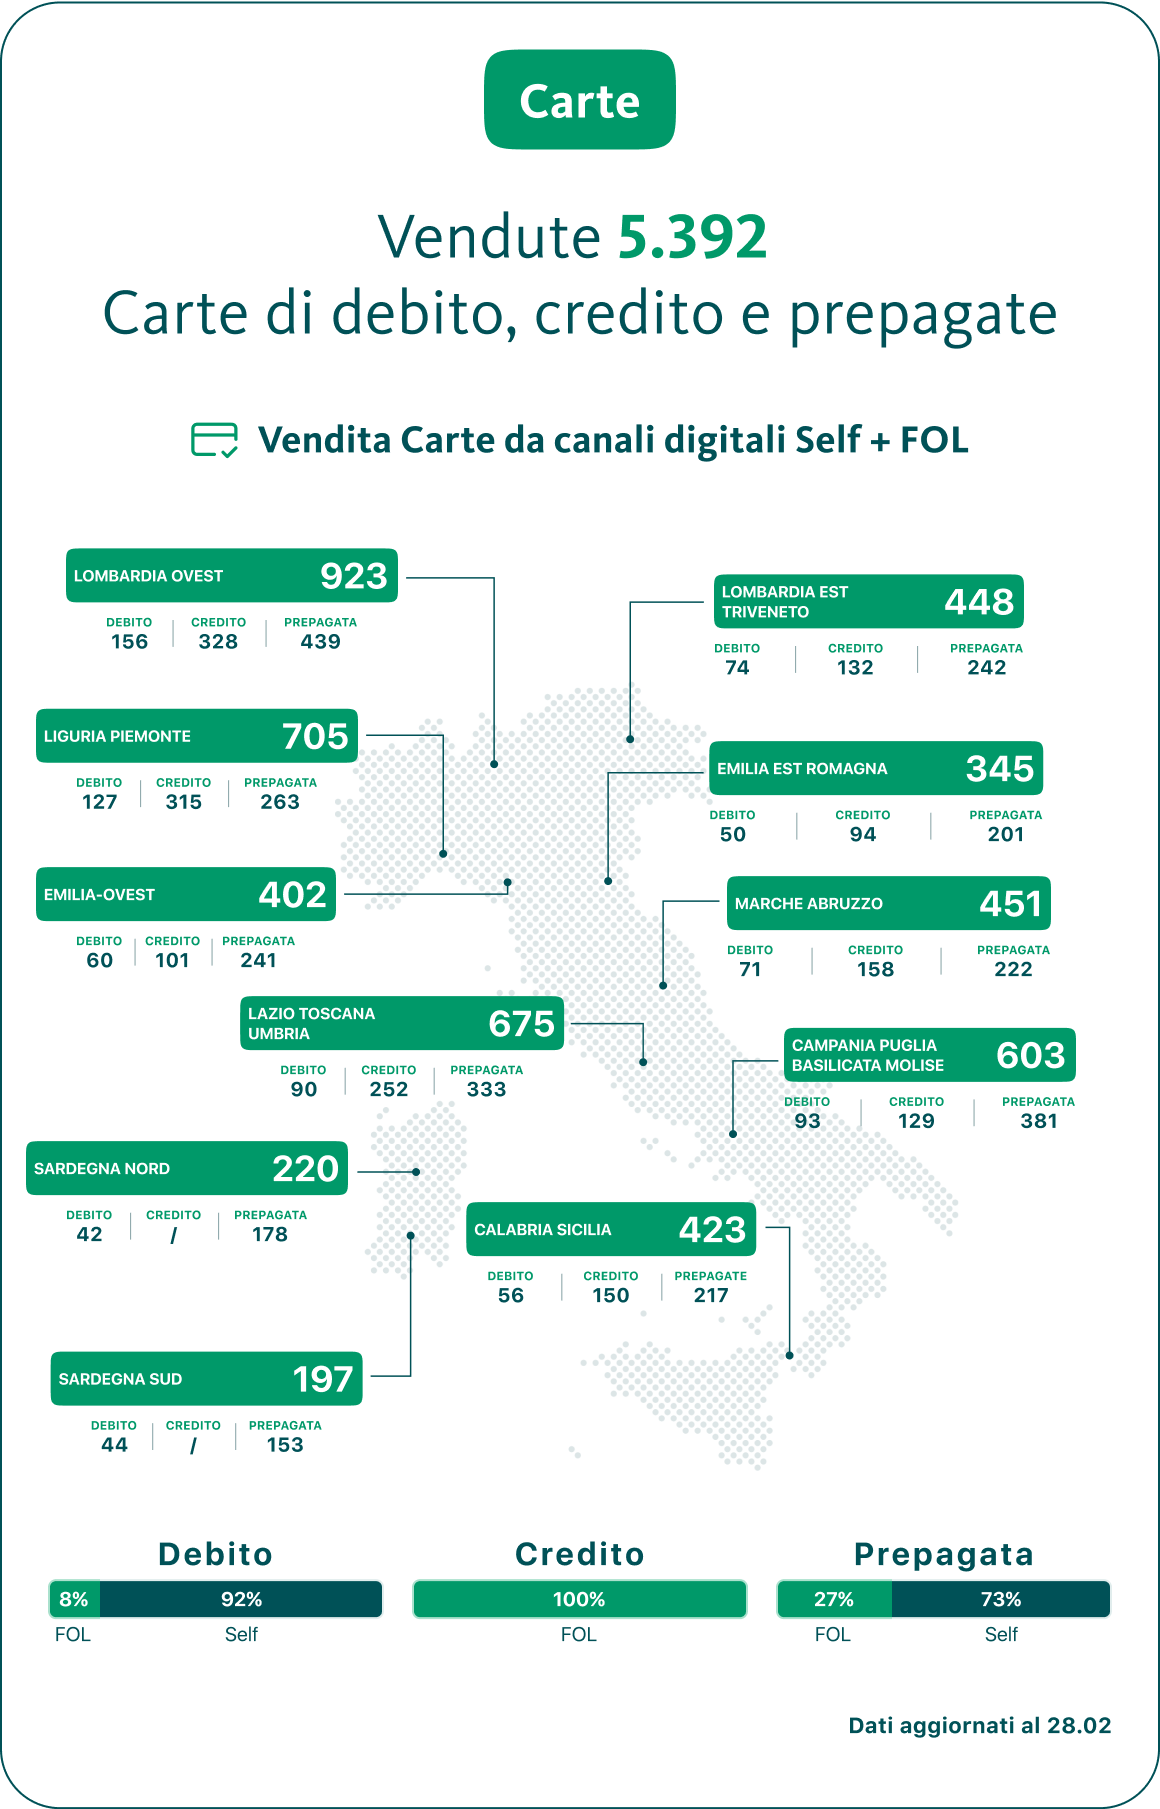 Carte
Vendute 5.392
Carte di debito, credito e prepagate
Vendita Carte da canali digitali Self + FOL
LOMBARDIA OVEST 923
DEBITO CREDITO PREPAGATA
156 328 439
LOMBARDIA EST
TRIVENETO 448
DEBITO CREDITO PREPAGATA
74 132 242
LIGURIA PIEMONTE 705
DEBITO CREDITO PREPAGATA
127 315 263
EMILIA EST ROMAGNA 345
DEBITO CREDITO PREPAGATA
50 94 201
EMILIA-OVEST 402
DEBITO CREDITO PREPAGATA
60 101 241
MARCHE ABRUZZO 451
DEBITO CREDITO PREPAGATA
71 158 222
LAZIO TOSCANA
UMBRIA 675
DEBITO CREDITO PREPAGATA
90 252 333
CAMPANIA PUGLIA
BASILICATA MOLISE 603
DEBITO CREDITO PREPAGATA
93 129 381
SARDEGNA NORD 220
DEBITO CREDITO PREPAGATA
42 / 178
CALABRIA SICILIA 423
DEBITO CREDITO PREPAGATE
56 150 217
SARDEGNA SUD 197
DEBITO CREDITO PREPAGATA
44 / 153
Debito
8% 92%
FOL Self
Credito
100%
FOL
Prepagata
27% 73%
FOL Self
Dati aggiornati al 28.02